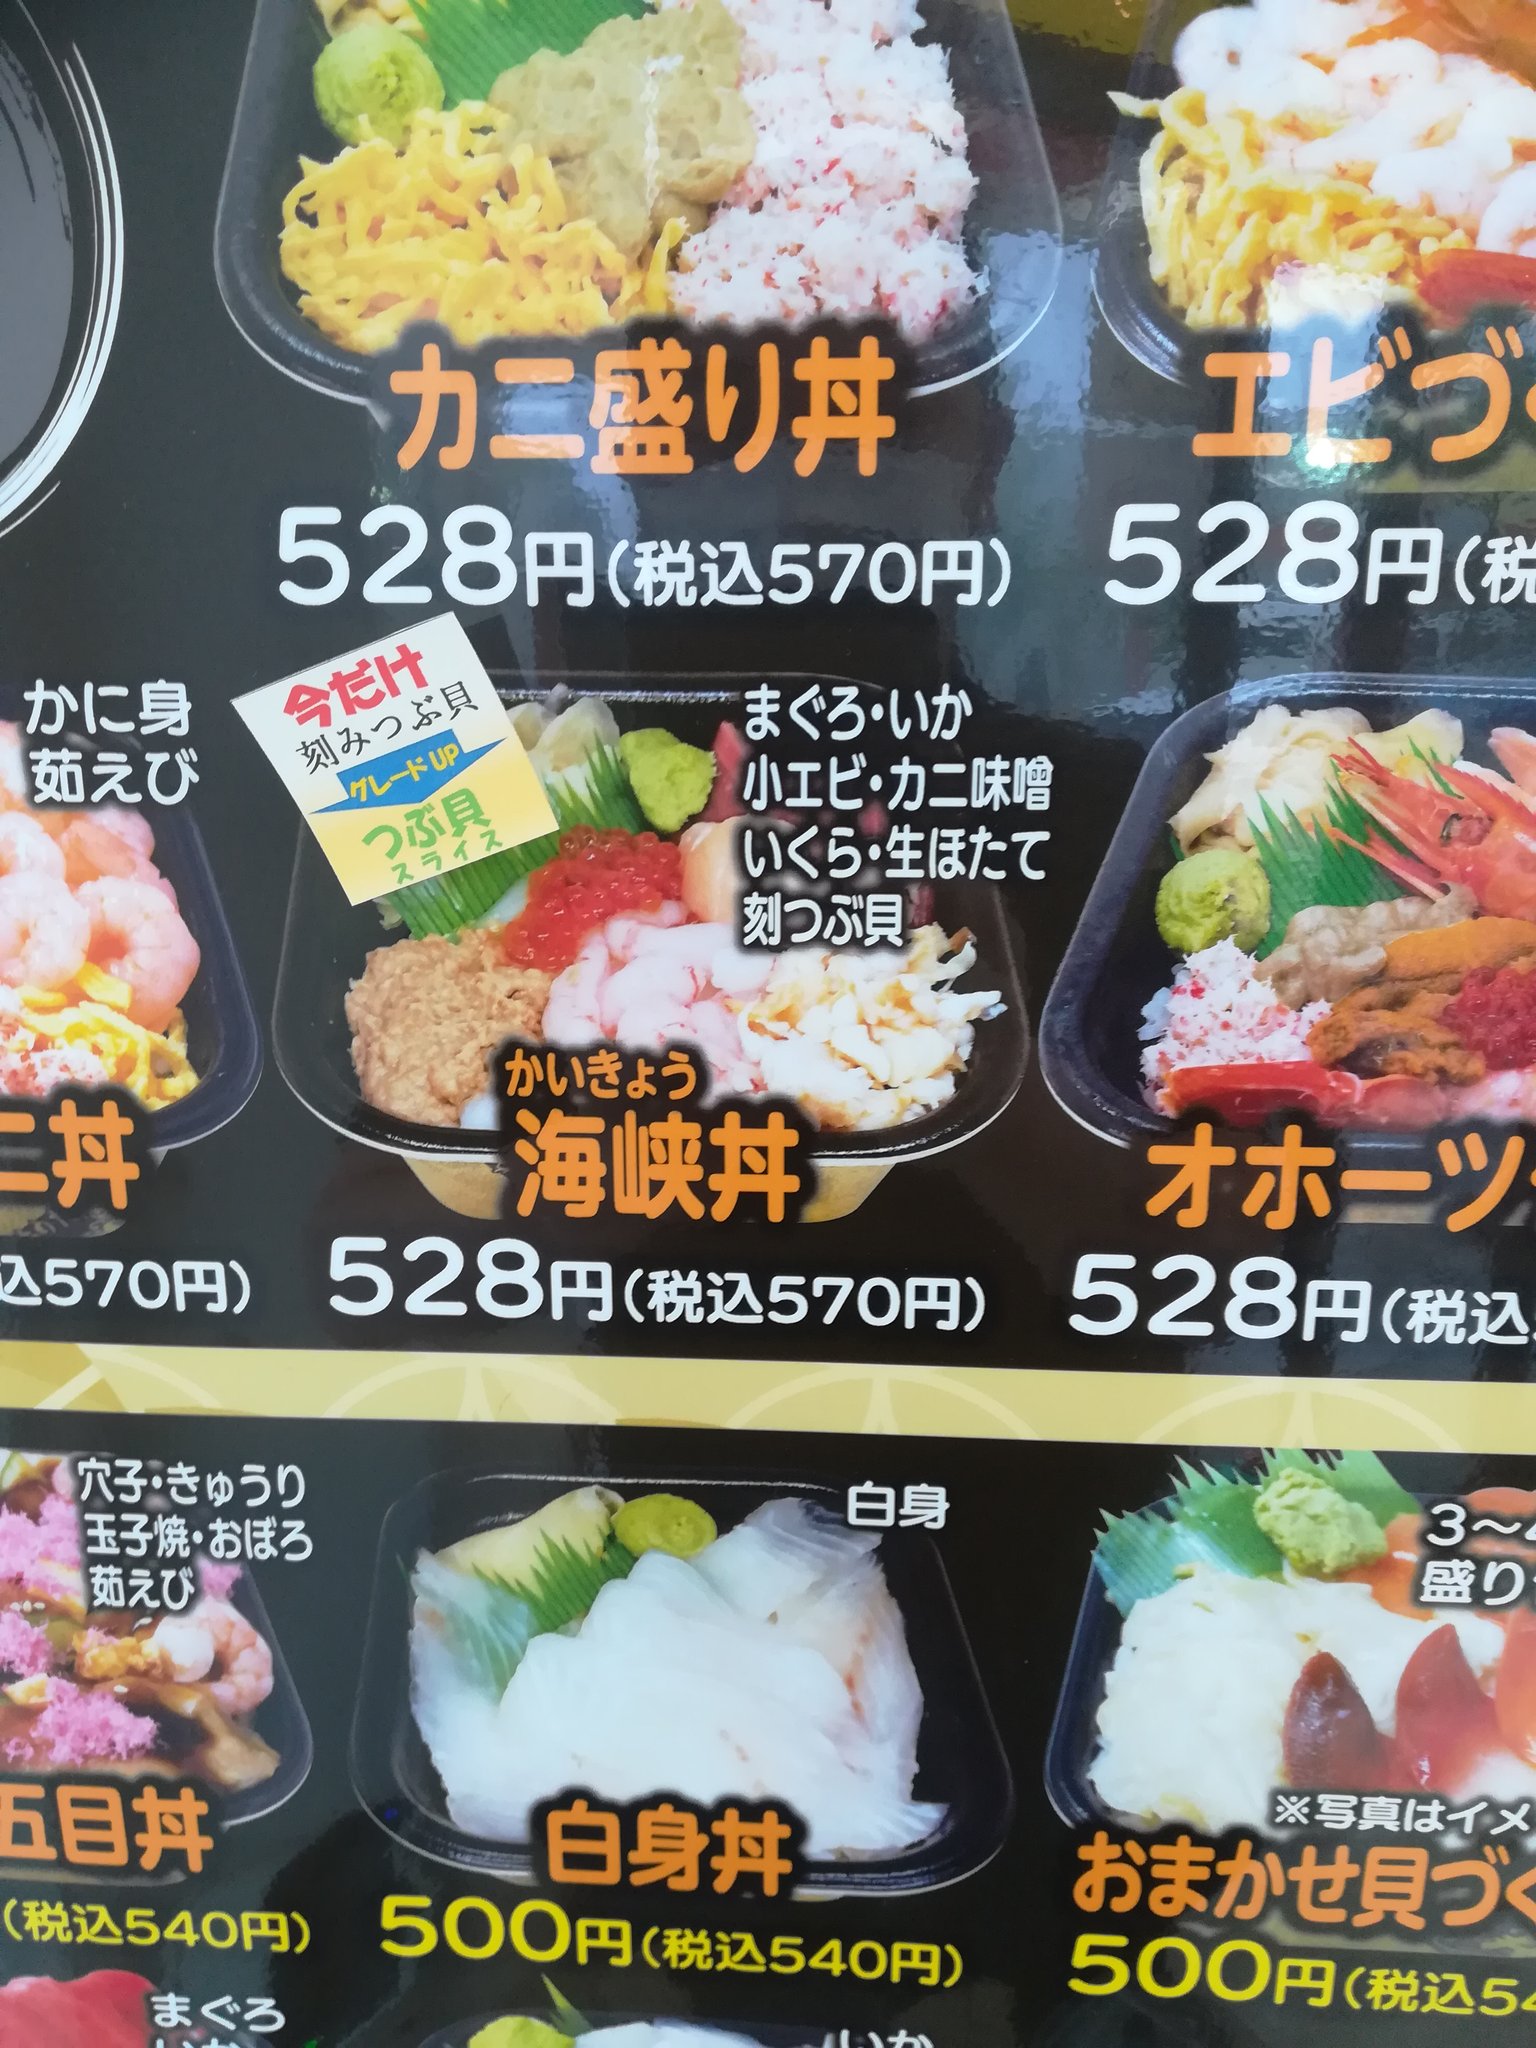 カニ盛り丼
528円(税込570円)
エビづ
528円(税
かに身
茹えび
ニ丼
込570円)
今だけ
刻みつぶ貝
グレードUP
つぶ貝
スライス
まぐろ・いか
小エビ・カニ味噌
いくら・生ほたて
刻つぶ貝
かいきょう
海峡丼
528円(税込570円)
オホーツ
528円(税込
穴子・きゅうり
玉子焼・おぼろ
茹えび
五目丼
(税込540円)
白身
白身丼
500円(税込540円)
3〜4
盛り
※写真はイメ
おまかせ貝づく
500円(税込54
まぐろ
いか